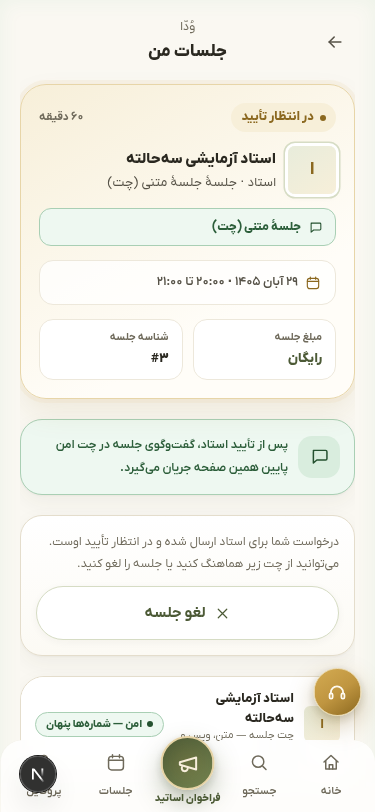 وُدّا
جلسات من
در انتظار تأیید
۶۰ دقیقه
ا
استاد آزمایشی سه‌حالته
استاد · جلسهٔ جلسهٔ متنی (چت)
جلسهٔ متنی (چت)
۲۹ آبان ۱۴۰۵ • ۲۰:۰۰ تا ۲۱:۰۰
مبلغ جلسه
رایگان
شناسه جلسه
#۳
پس از تأیید استاد، گفت‌وگوی جلسه در چت امن
پایین همین صفحه جریان می‌گیرد.
درخواست شما برای استاد ارسال شده و در انتظار تأیید اوست.
می‌توانید از چت زیر هماهنگ کنید یا جلسه را لغو کنید.
لغو جلسه
ا
استاد آزمایشی
سه‌حالته
چت جلسه — متن،
امن — شماره‌ها پنهان
خانه
جستجو
فراخوان اساتید
جلسات
N